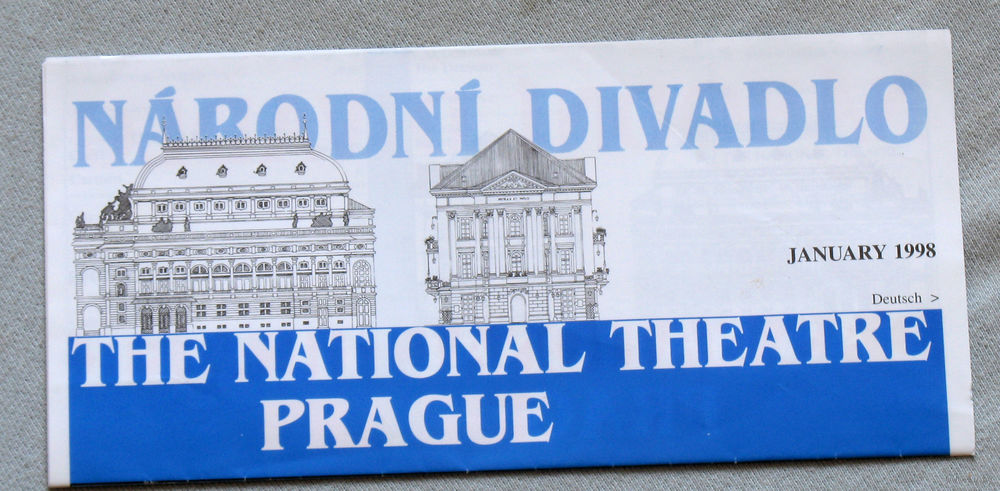 NÁRODNÍ DIVADLO
JANUARY 1998
Deutsch >
THE NATIONAL THEATRE
PRAGUE